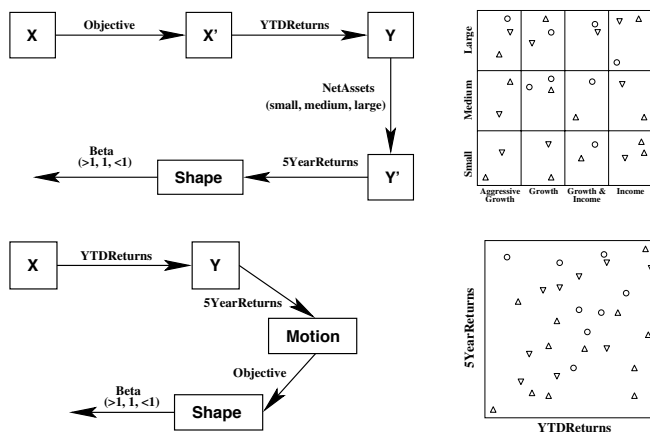 X
Objective
X'
YTDReturns
Y
NetAssets
(small, medium, large)
Y'
5YearReturns
Shape
Beta
(>1, 1, <1)
Large
Medium
Small
Aggressive
Growth
Growth
Growth &
Income
Income
X
YTDReturns
Y
5YearReturns
Motion
Objective
Shape
Beta
(>1, 1, <1)
5YearReturns
YTDReturns